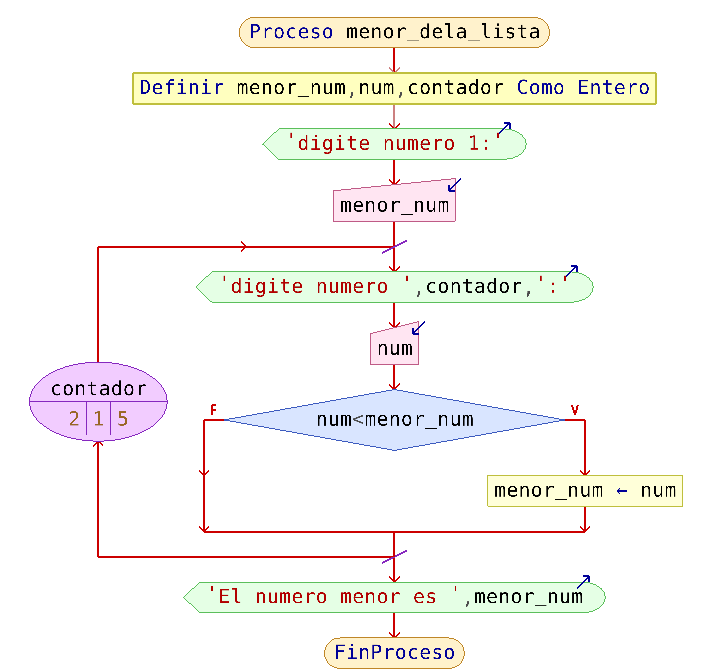 Proceso menor_dela_lista
Definir menor_num,num,contador Como Entero
'digite numero 1:'
menor_num
'digite numero ',contador,':'
num
contador
2 1 5
F
num<menor_num
V
menor_num ← num
'El numero menor es ',menor_num
FinProceso